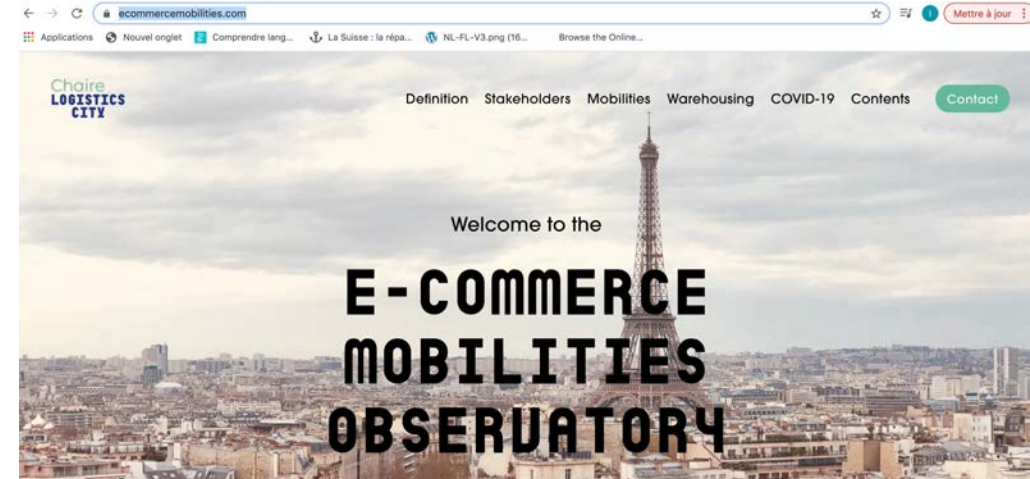 ecommercemobilities.com
Mettre à jour
Applications
Nouvel onglet
Comprendre lang...
La Suisse : la répa...
NL-FL-V3.png (16...
Browse the Online...
Chaire
LOGISTICS
CITY
Definition Stakeholders Mobilities Warehousing COVID-19 Contents Contact
Welcome to the
E-COMMERCE
MOBILITIES
OBSERVATORY